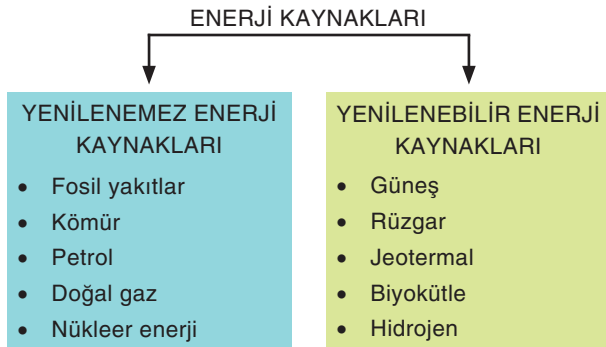 ENERJİ KAYNAKLARI
YENİLENEMEZ ENERJİ
KAYNAKLARI
• Fosil yakıtlar
• Kömür
• Petrol
• Doğal gaz
• Nükleer enerji
YENİLENEBİLİR ENERJİ
KAYNAKLARI
• Güneş
• Rüzgar
• Jeotermal
• Biyokütle
• Hidrojen